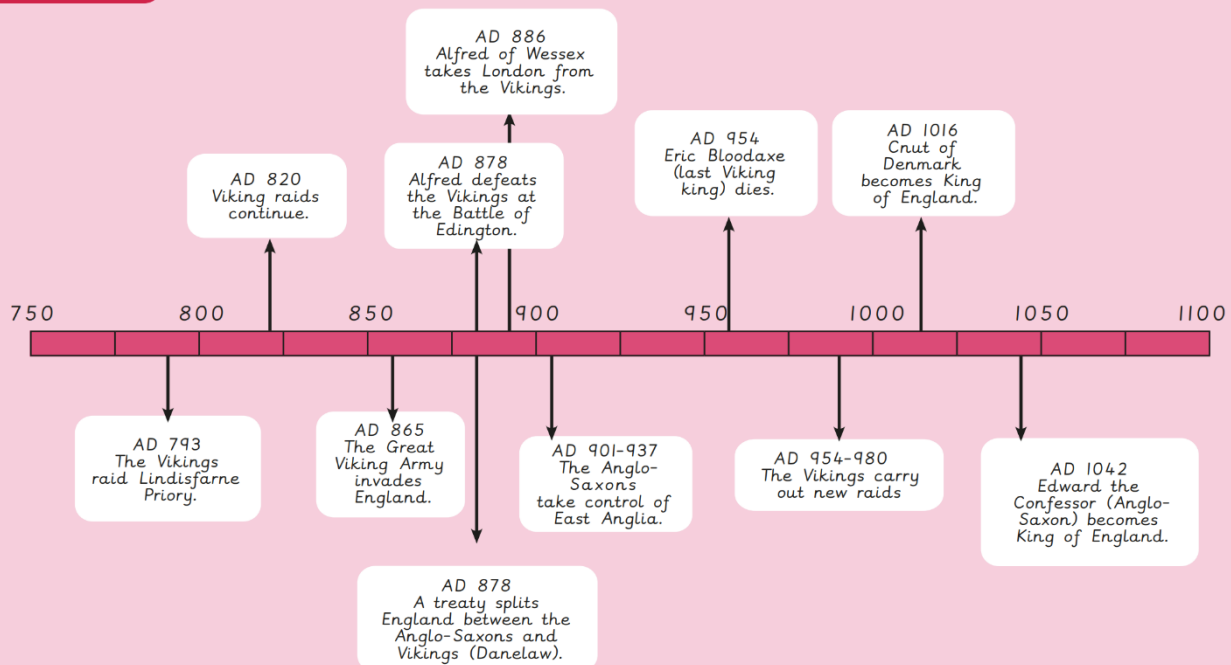 AD 886
Alfred of Wessex
takes London from
the Vikings.
AD 820
Viking raids
continue.
AD 878
Alfred defeats
the Vikings at
the Battle of
Edington.
AD 954
Eric Bloodaxe
(last Viking
king) dies.
AD 1016
Cnut of
Denmark
becomes King
of England.
750 800 850 900 950 1000 1050 1100
AD 793
The Vikings
raid Lindisfarne
Priory.
AD 865
The Great
Viking Army
invades
England.
AD 901-937
The Anglo-
Saxons
take control of
East Anglia.
AD 954-980
The Vikings carry
out new raids
AD 1042
Edward the
Confessor (Anglo-
Saxon) becomes
King of England.
AD 878
A treaty splits
England between the
Anglo-Saxons and
Vikings (Danelaw).